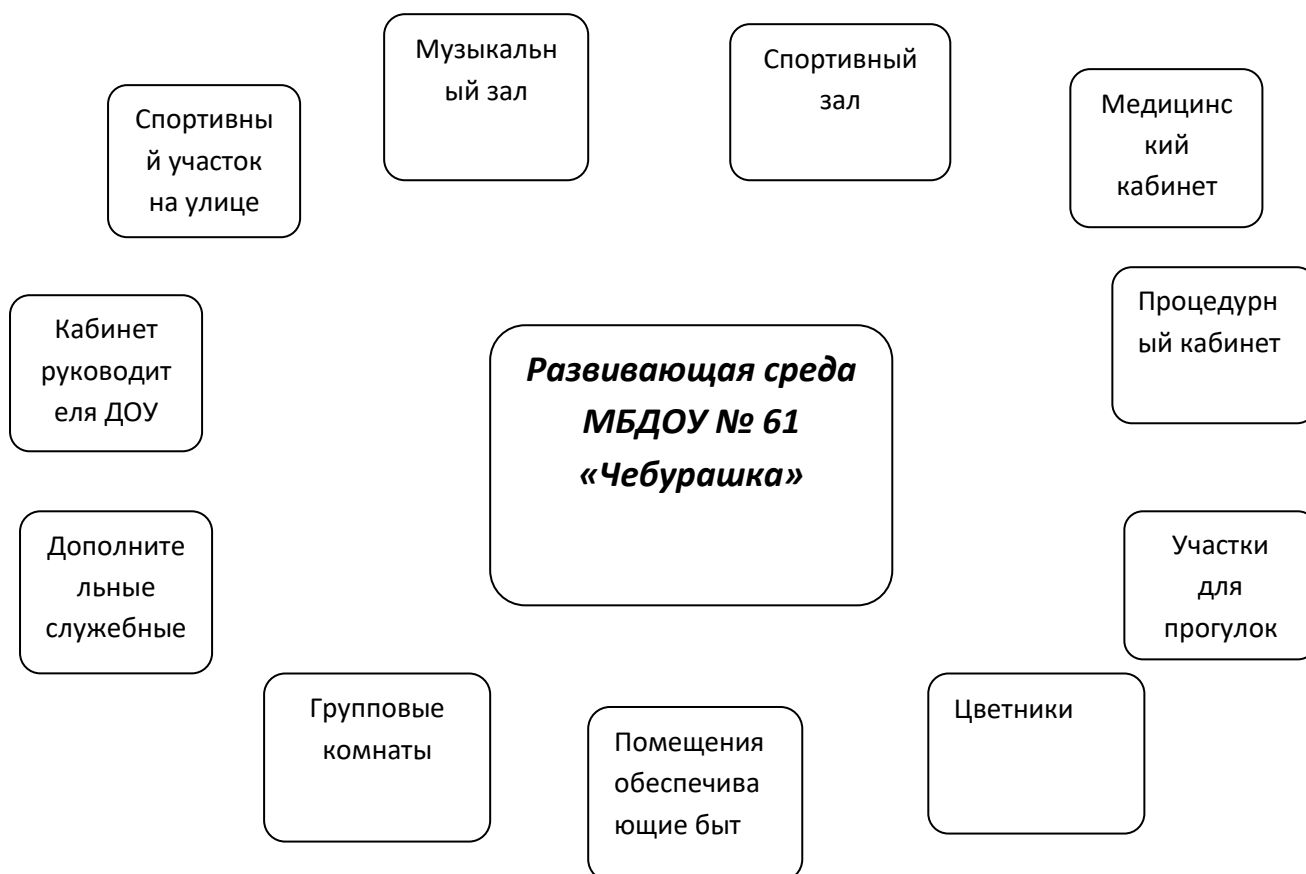 Музыкальн
ый зал
Спортивный
зал
Медицинс
кий
кабинет
Спортивны
й участок
на улице
Процедурн
ый кабинет
Кабинет
руководит
еля ДОУ
Развивающая среда
МБДОУ № 61
«Чебурашка»
Дополните
льные
служебные
Участки
для
прогулок
Групповые
комнаты
Помещения
обеспечива
ющие быт
Цветники